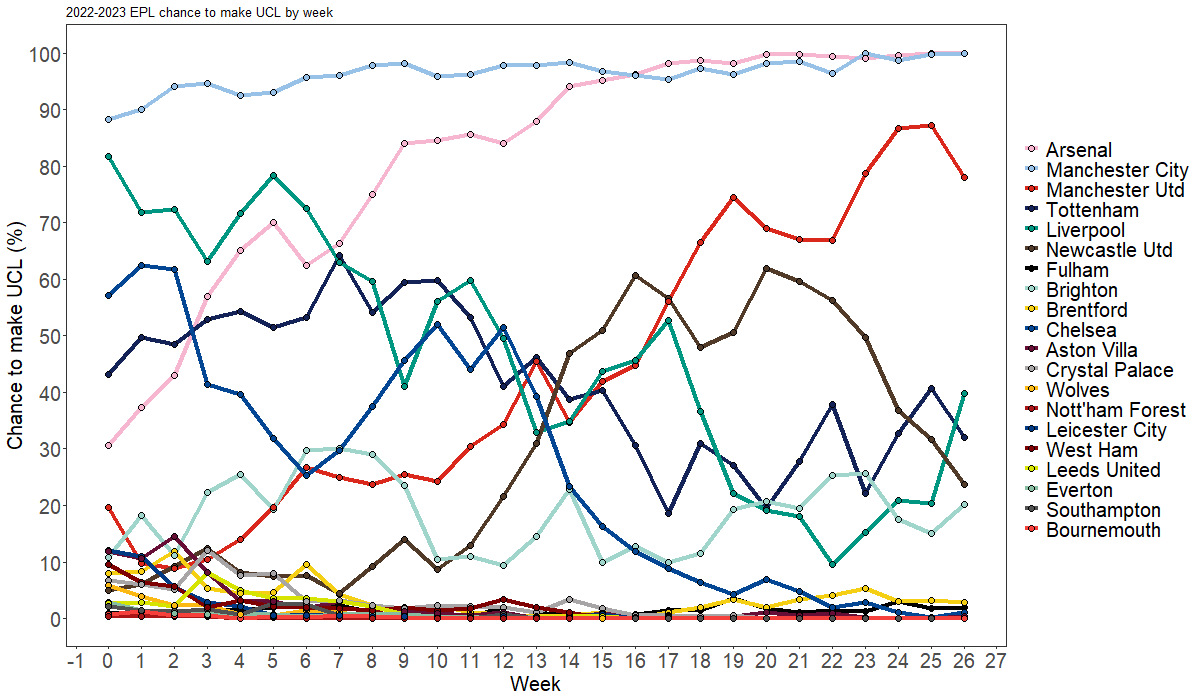 2022-2023 EPL chance to make UCL by week
Chance to make UCL (%)
100
90
80
70
60
50
40
30
20
10
0
-1 0 1 2 3 4 5 6 7 8 9 10 11 12 13 14 15 16 17 18 19 20 21 22 23 24 25 26 27
Week
Arsenal
Manchester City
Manchester Utd
Tottenham
Liverpool
Newcastle Utd
Fulham
Brighton
Brentford
Chelsea
Aston Villa
Crystal Palace
Wolves
Nott'ham Forest
Leicester City
West Ham
Leeds United
Everton
Southampton
Bournemouth